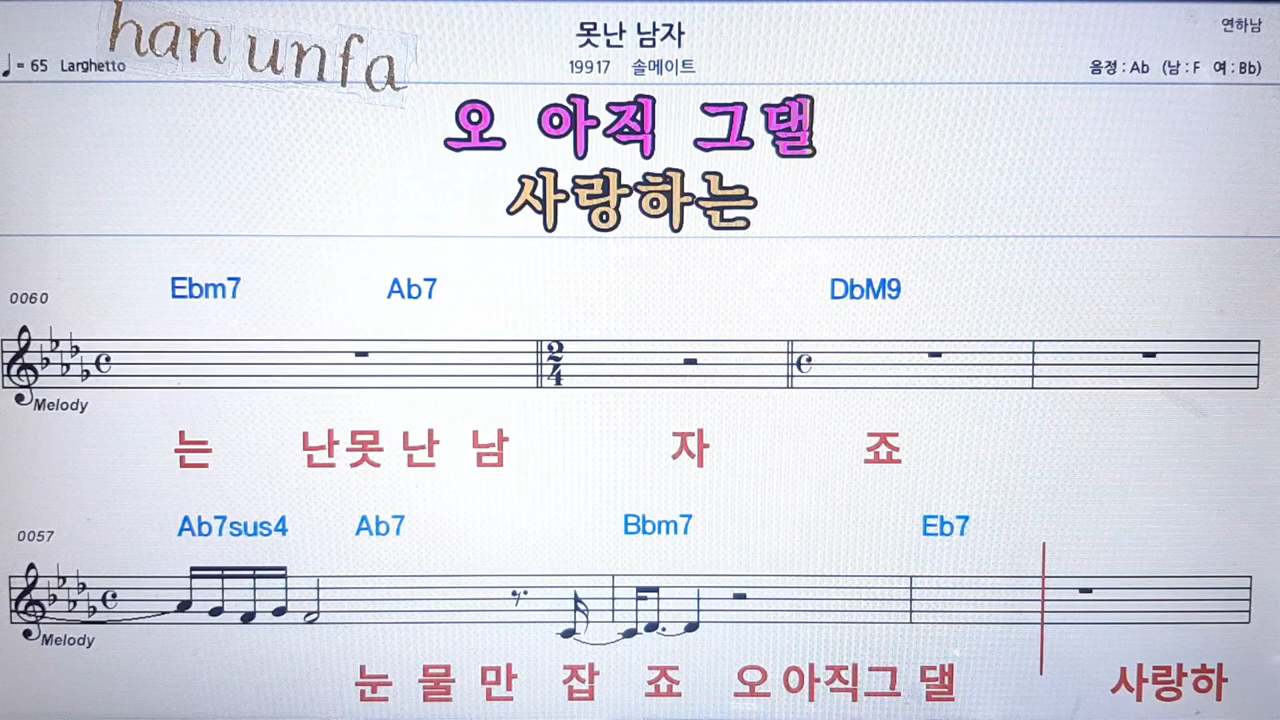 han unfa
못난 남자
연하남
♩= 65 Larghetto
19917 솔메이트
음정 : Ab (남 : F 여 : Bb)
오 아직 그댈
사랑하는
Ebm7 Ab7 DbM9
0060
2
4
Melody
는 난못 난 남 자 죠
Ab7sus4 Ab7 Bbm7 Eb7
0057
Melody
눈 물 만 잡 죠 오 아직그 댈 사랑하